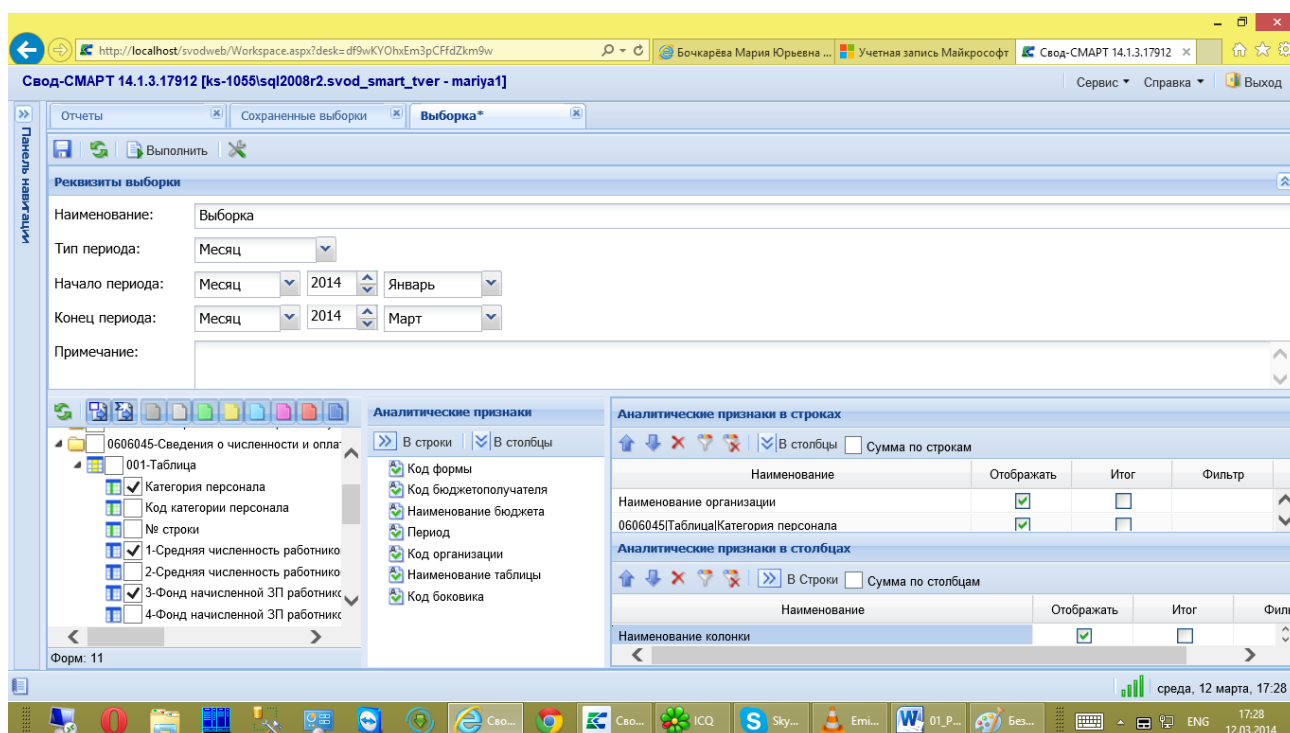 http://localhost/svodweb/Workspace.aspx?desk=df9wKYOhxEm3pCFfdZkm9w
Бочкарёва Мария Юрьевна ...
Учетная запись Майкрософт
Свод-СМАРТ 14.1.3.17912
Свод-СМАРТ 14.1.3.17912 [ks-1055\sql2008r2.svod_smart_tver - mariya1]
Сервис
Справка
Выход
Панель навигации
Отчеты
Сохраненные выборки
Выборка*
Выполнить
Реквизиты выборки
Наименование: Выборка
Тип периода: Месяц
Начало периода: Месяц 2014 Январь
Конец периода: Месяц 2014 Март
Примечание:
0606045-Сведения о численности и опла
001-Таблица
Категория персонала
Код категории персонала
№ строки
1-Средняя численность работнико
2-Средняя численность работнико
3-Фонд начисленной ЗП работнико
4-Фонд начисленной ЗП работнико
Форм: 11
Аналитические признаки
В строки В столбцы
Код формы
Код бюджетополучателя
Наименование бюджета
Период
Код организации
Наименование таблицы
Код боковика
Аналитические признаки в строках
В столбцы Сумма по строкам
Наименование Отображать Итог Фильтр
Наименование организации
0606045|Таблица|Категория персонала
Аналитические признаки в столбцах
В Строки Сумма по столбцам
Наименование Отображать Итог Фил
Наименование колонки
среда, 12 марта, 17:28
Сво...
Сво...
ICQ
Sky...
Emi...
01_P...
Без...
ENG
17:28
12.03.2014